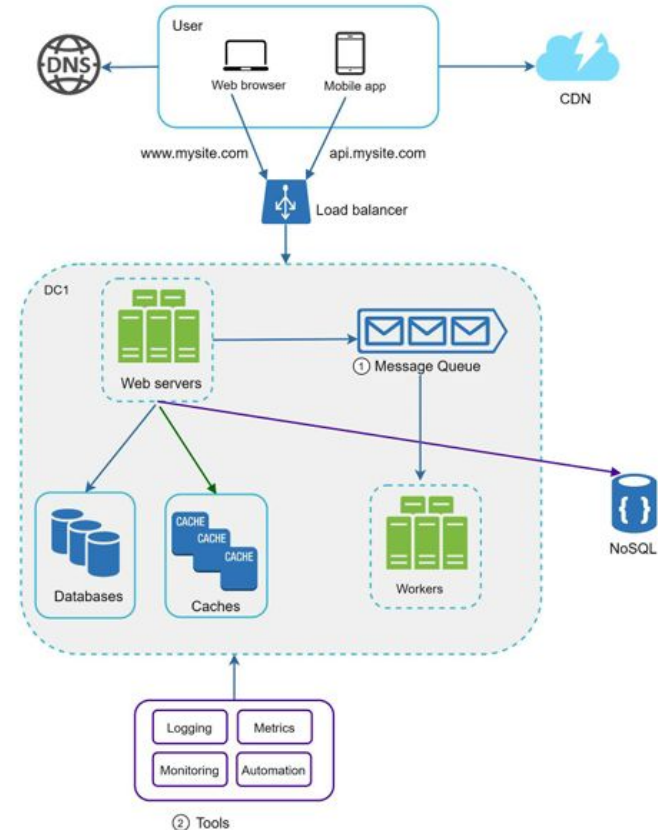 User
DNS
Web browser
Mobile app
CDN
www.mysite.com
api.mysite.com
Load balancer
DC1
Web servers
① Message Queue
Databases
CACHE
CACHE
CACHE
Caches
Workers
{ }
NoSQL
Logging
Metrics
Monitoring
Automation
② Tools